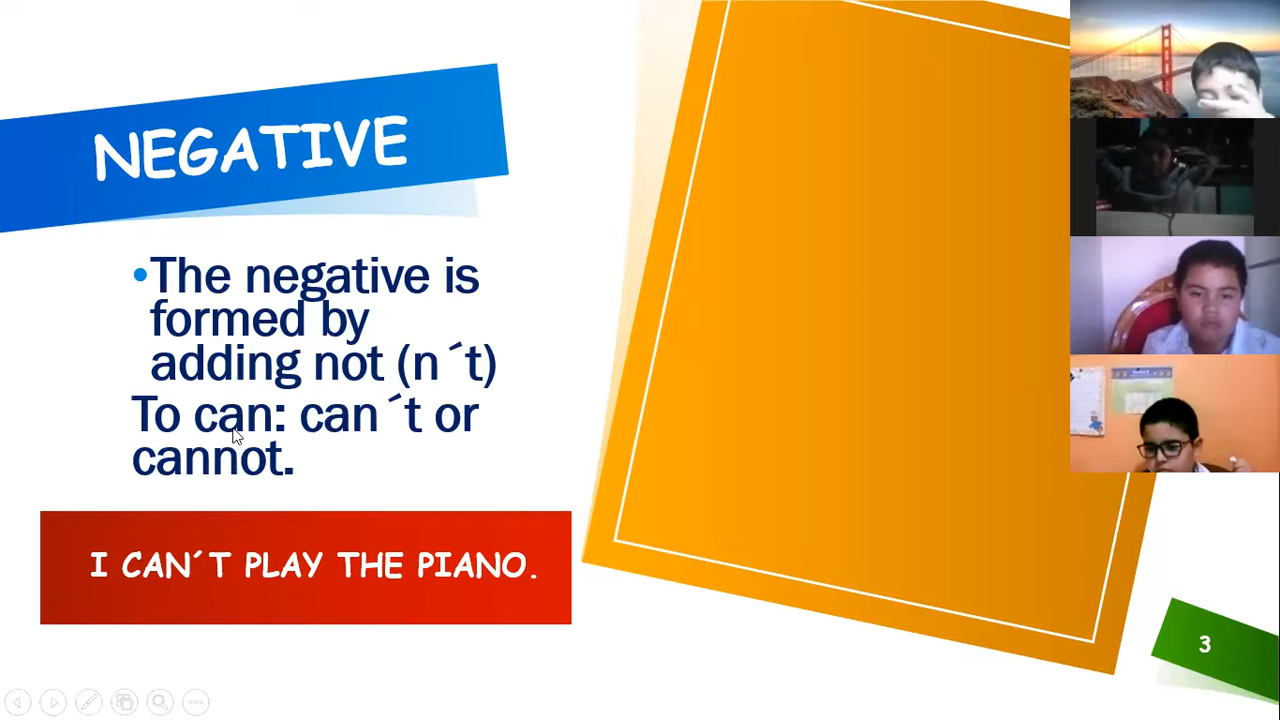 NEGATIVE
•The negative is
formed by
adding not (n´t)
To can: can´t or
cannot.
I CAN´T PLAY THE PIANO.
3